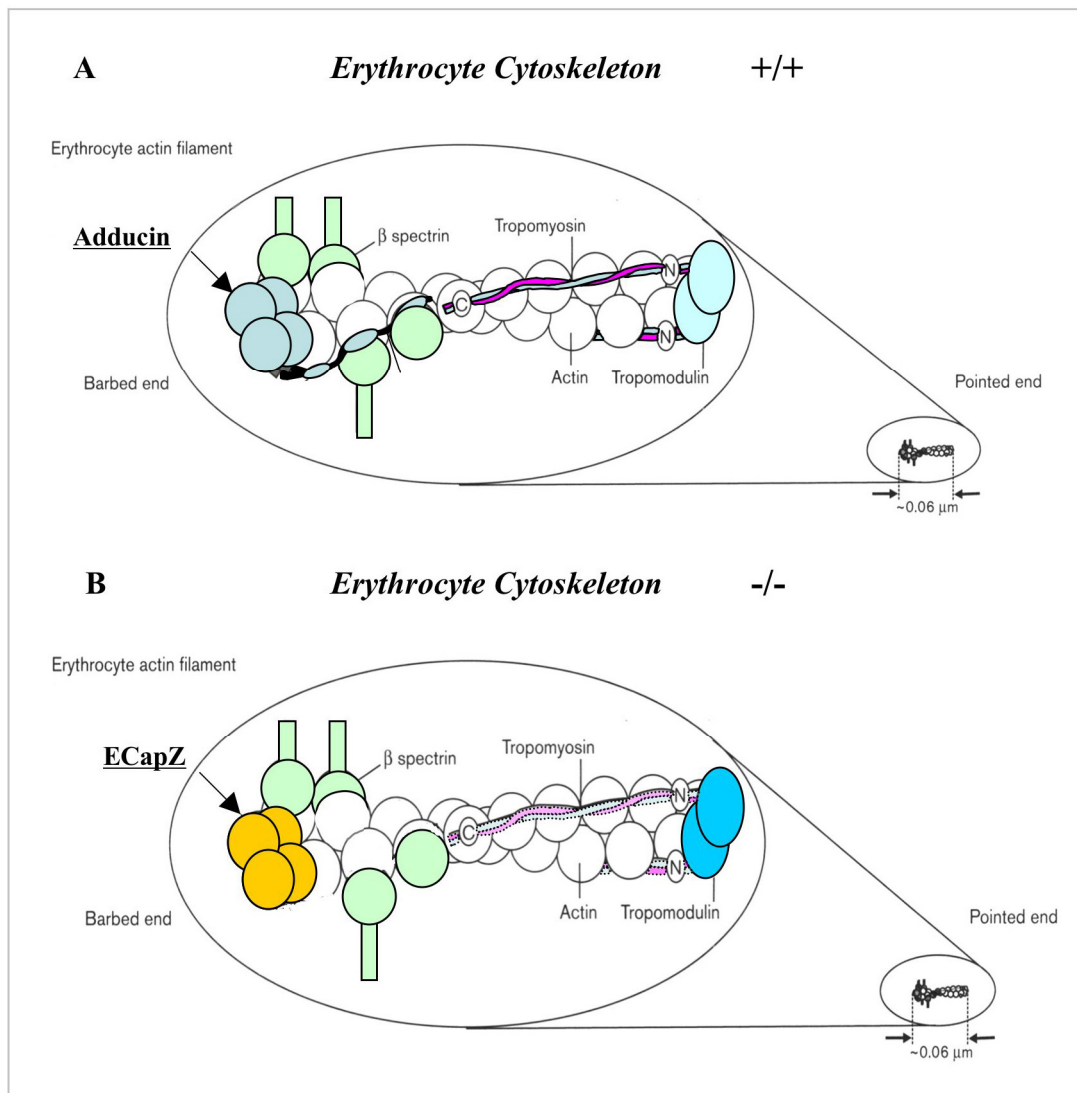 A Erythrocyte Cytoskeleton +/+
Erythrocyte actin filament
Adducin
β spectrin
Tropomyosin
N
C
N
Barbed end
Actin
Tropomodulin
Pointed end
~0.06 μm
B Erythrocyte Cytoskeleton -/-
Erythrocyte actin filament
ECapZ
β spectrin
Tropomyosin
N
C
N
Barbed end
Actin
Tropomodulin
Pointed end
~0.06 μm